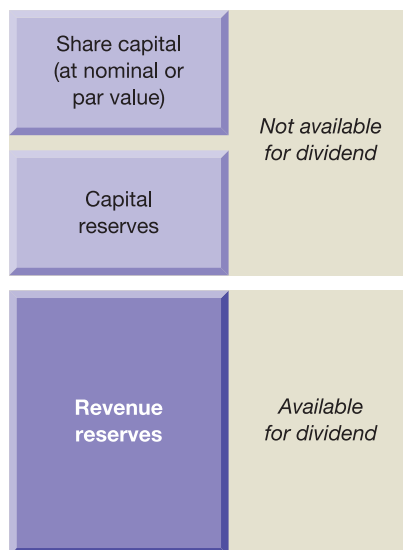 Share capital
(at nominal or
par value)
Not available
for dividend
Capital
reserves
Revenue
reserves
Available
for dividend